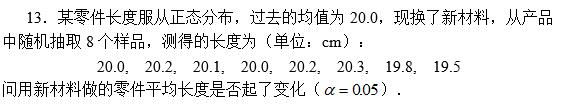 13．某零件长度服从正态分布，过去的均值为 20.0，现换了新材料，从产品
中随机抽取 8 个样品，测得的长度为（单位：cm）：
20.0, 20.2, 20.1, 20.0, 20.2, 20.3, 19.8, 19.5
问用新材料做的零件平均长度是否起了变化（α = 0.05）．